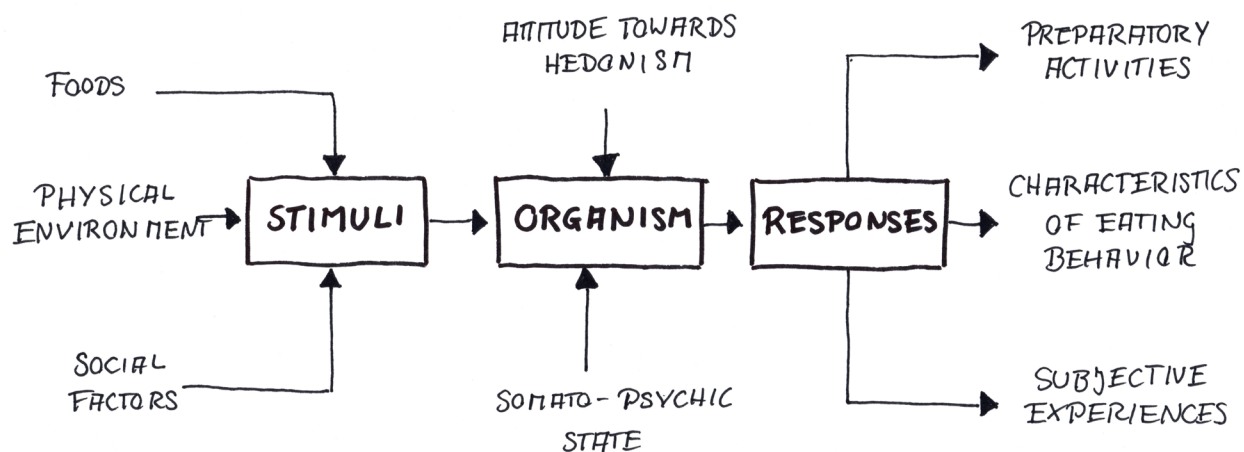 FOODS
PHYSICAL
ENVIRONMENT
SOCIAL
FACTORS
STIMULI
ATTITUDE TOWARDS
HEDONISM
ORGANISM
SOMATO-PSYCHIC
STATE
RESPONSES
PREPARATORY
ACTIVITIES
CHARACTERISTICS
OF EATING
BEHAVIOR
SUBJECTIVE
EXPERIENCES